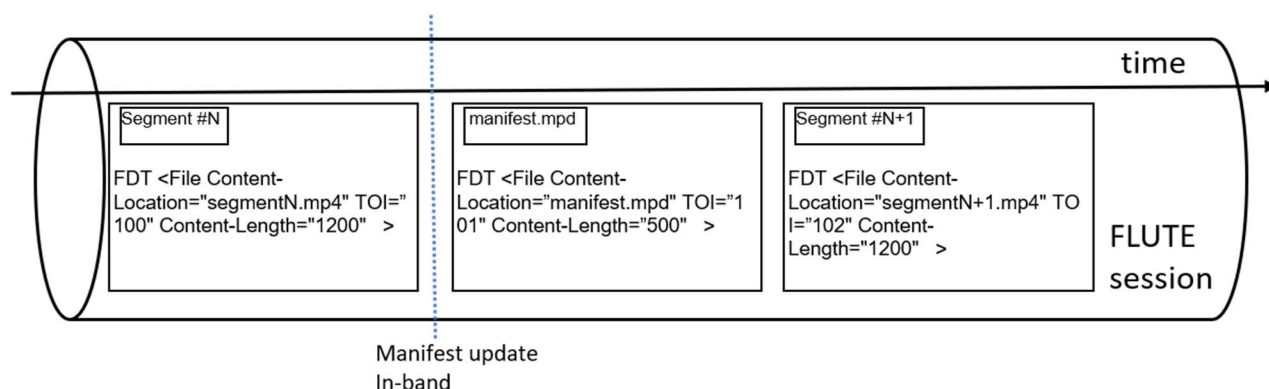 time
Segment #N
FDT <File Content-
Location="segmentN.mp4" TOI=”
100" Content-Length="1200"   >
manifest.mpd
FDT <File Content-
Location=”manifest.mpd" TOI=”1
01" Content-Length=”500"   >
Segment #N+1
FDT <File Content-
Location="segmentN+1.mp4" TO
I=”102" Content-
Length="1200"   >
FLUTE
session
Manifest update
In-band